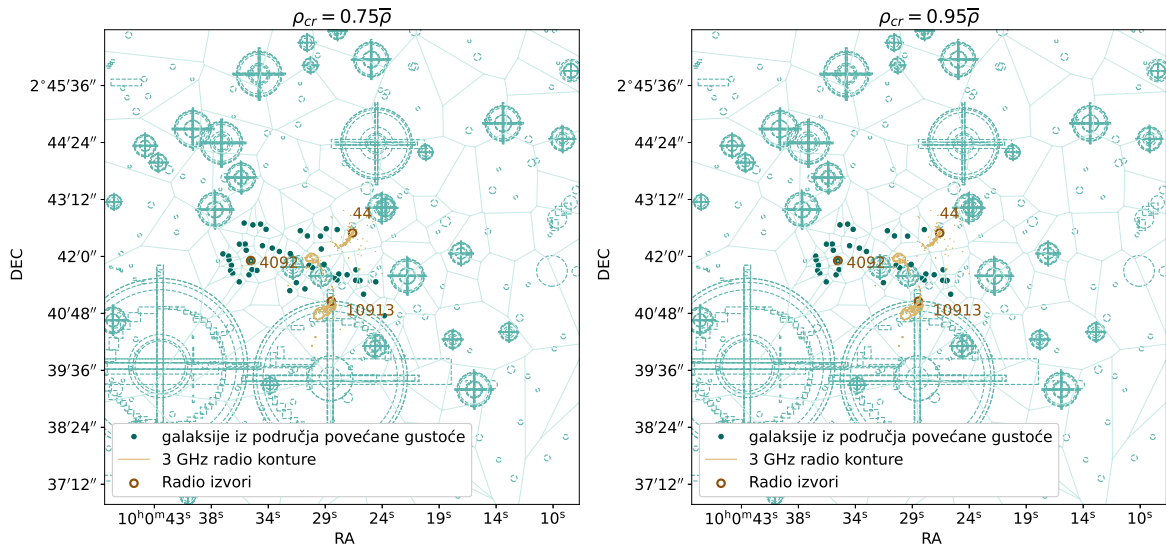 ρcr = 0.75ρ̅
DEC
2°45′36″
44′24″
43′12″
42′0″
40′48″
39′36″
38′24″
37′12″
44
4092
10913
galaksije iz područja povećane gustoće
3 GHz radio konture
Radio izvori
10ʰ0ᵐ43ˢ
38ˢ
34ˢ
29ˢ
24ˢ
19ˢ
14ˢ
10ˢ
RA
ρcr = 0.95ρ̅
DEC
2°45′36″
44′24″
43′12″
42′0″
40′48″
39′36″
38′24″
37′12″
44
4092
10913
galaksije iz područja povećane gustoće
3 GHz radio konture
Radio izvori
10ʰ0ᵐ43ˢ
38ˢ
34ˢ
29ˢ
24ˢ
19ˢ
14ˢ
10ˢ
RA